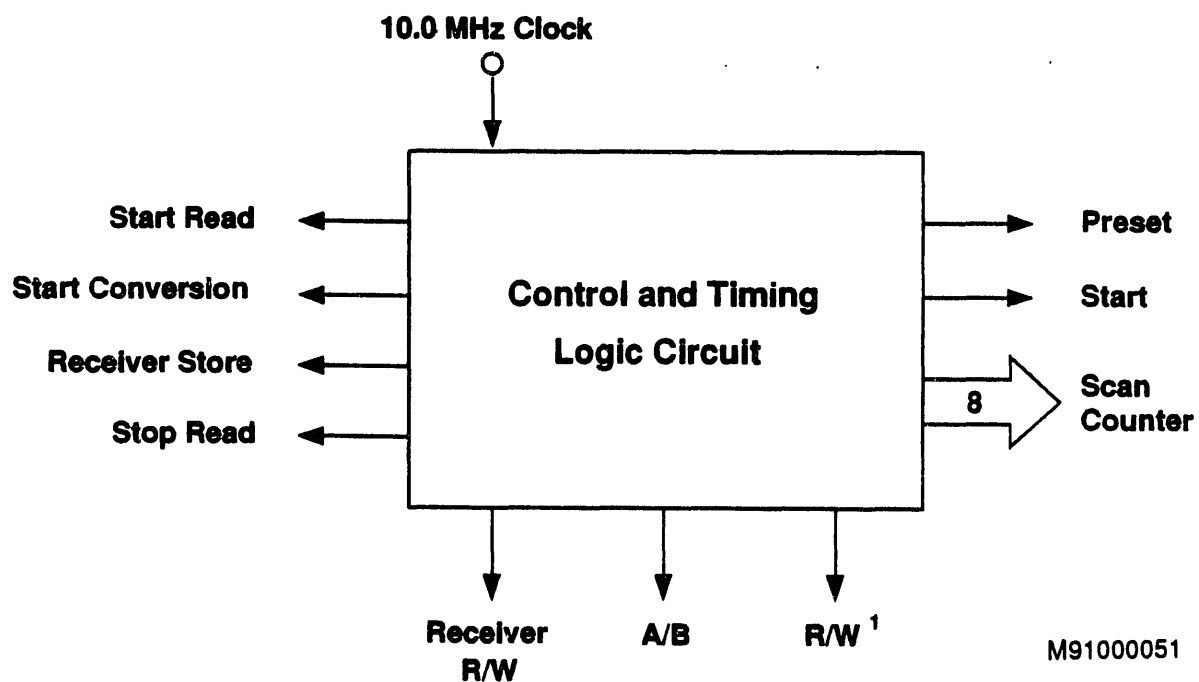 10.0 MHz Clock
Start Read
Start Conversion
Receiver Store
Stop Read
Control and Timing
Logic Circuit
Preset
Start
8
Scan
Counter
Receiver
R/W
A/B
R/W 1
M91000051